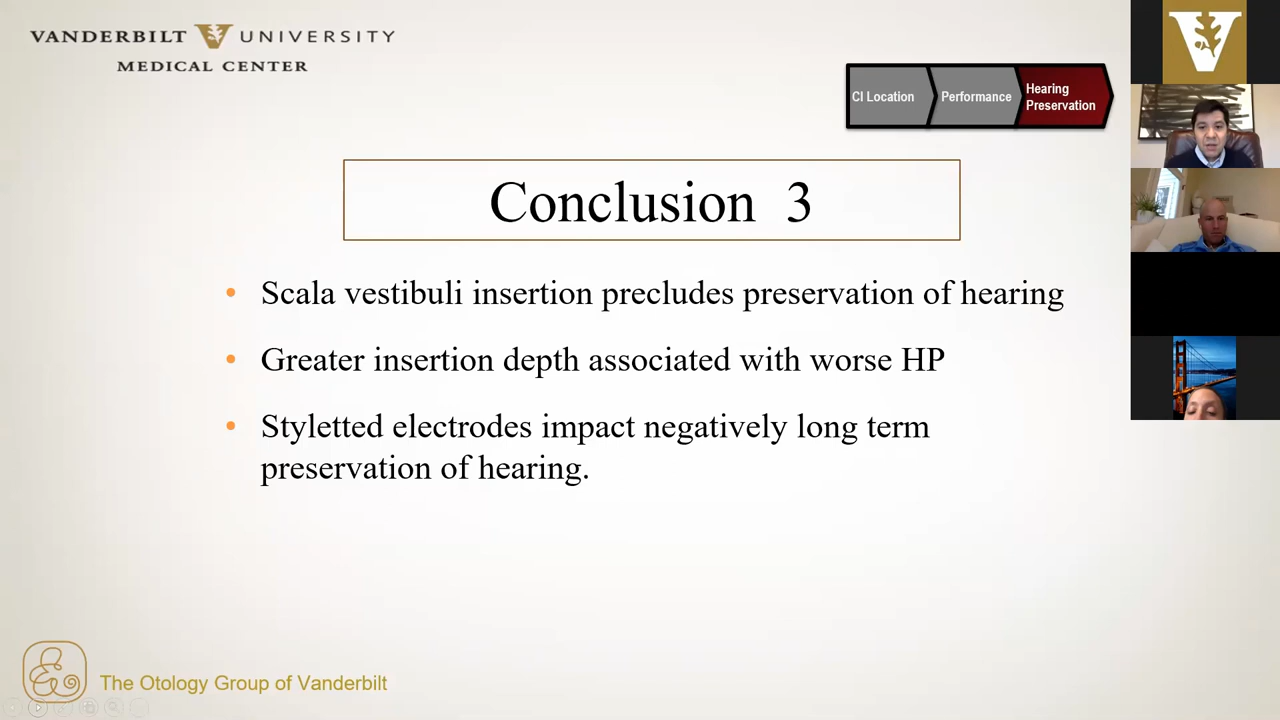 VANDERBILT UNIVERSITY
MEDICAL CENTER
CI Location
Performance
Hearing
Preservation
Conclusion 3
• Scala vestibuli insertion precludes preservation of hearing
• Greater insertion depth associated with worse HP
• Styletted electrodes impact negatively long term
preservation of hearing.
The Otology Group of Vanderbilt